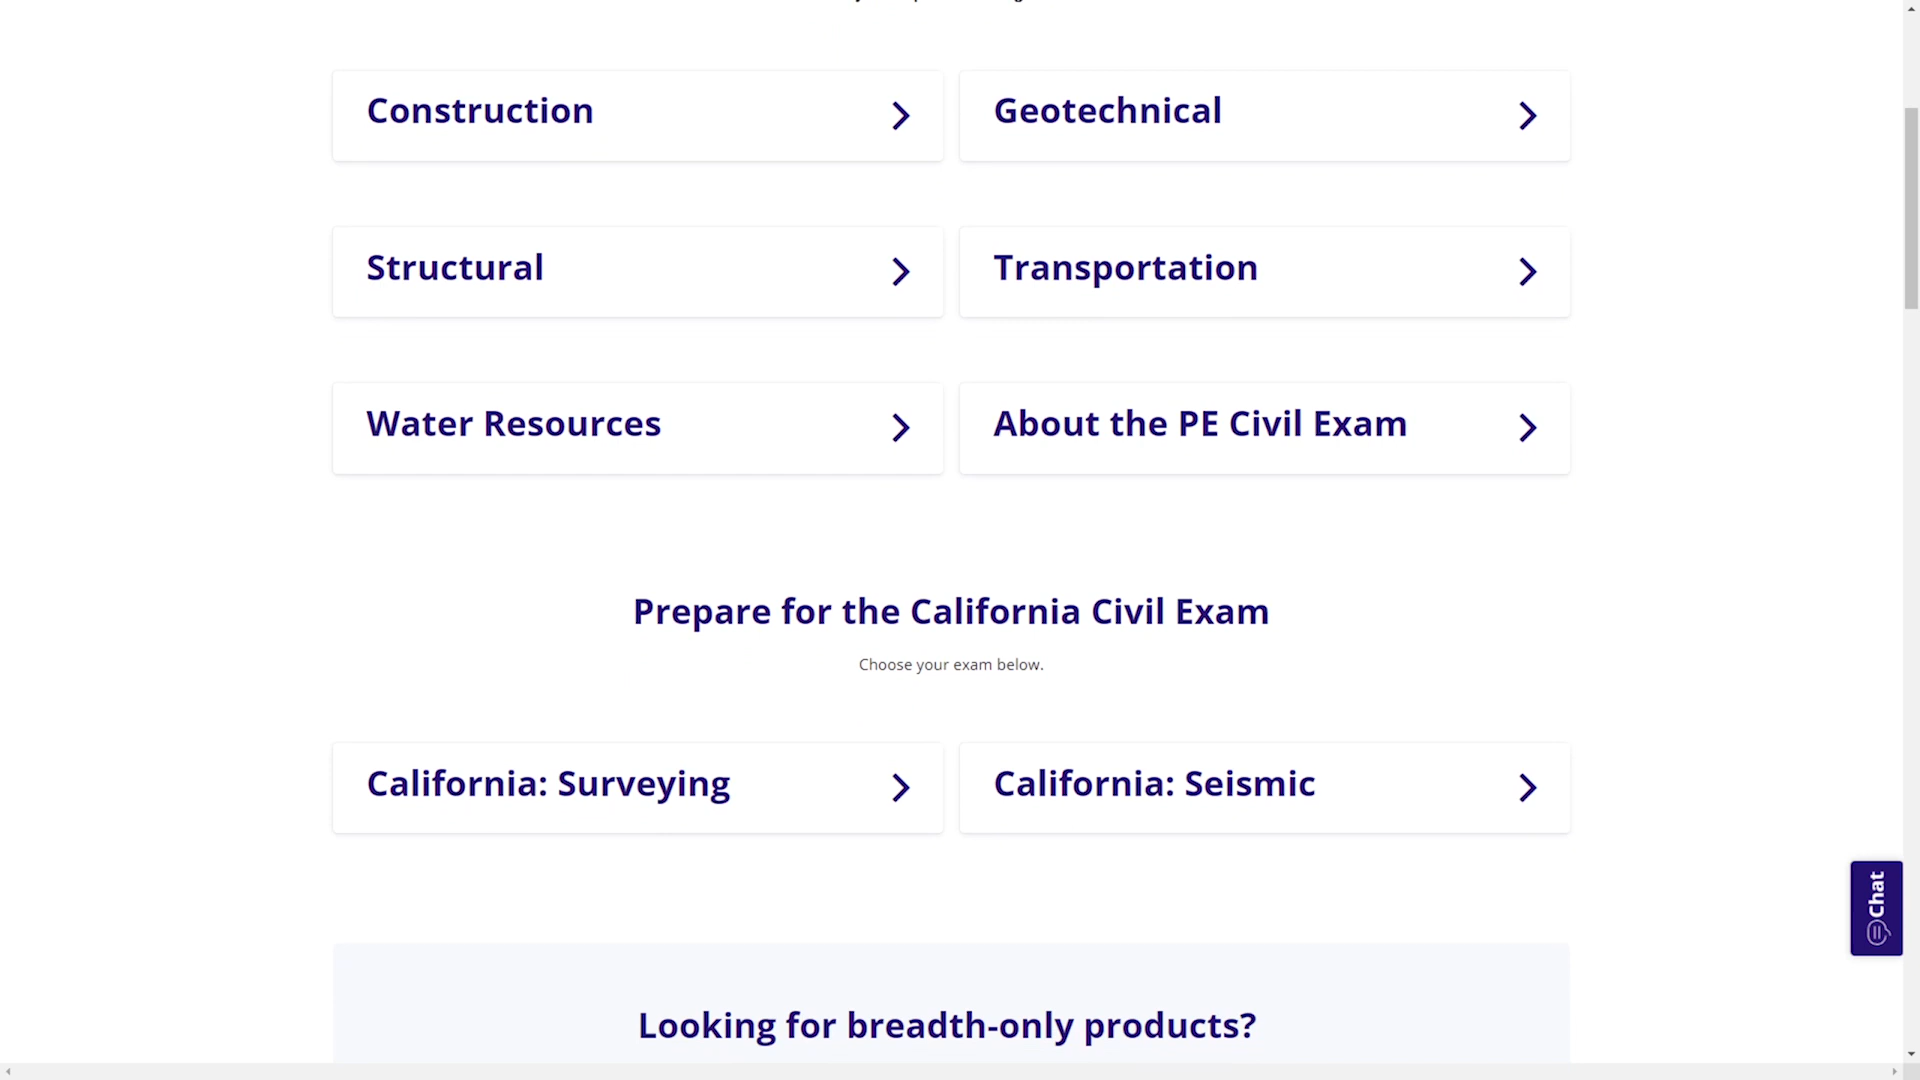 Construction
Geotechnical
Structural
Transportation
Water Resources
About the PE Civil Exam
Prepare for the California Civil Exam
Choose your exam below.
California: Surveying
California: Seismic
Chat
Looking for breadth-only products?